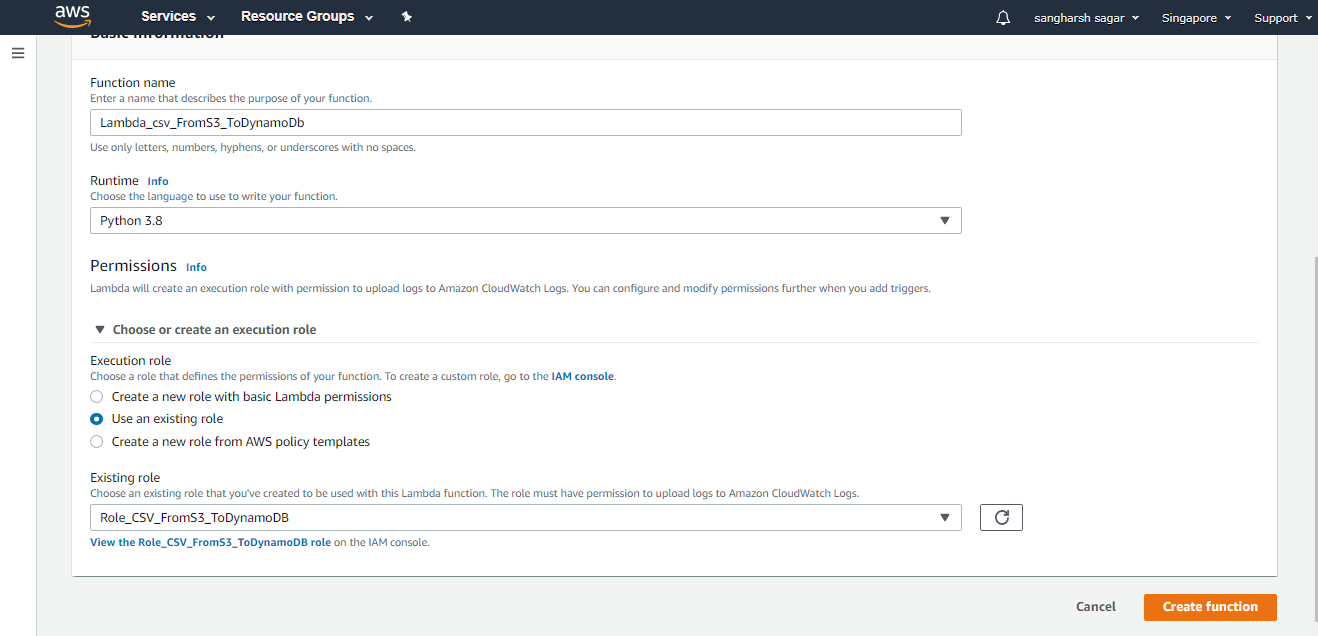 aws Services Resource Groups sangharsh sagar Singapore Support
Basic information
Function name
Enter a name that describes the purpose of your function.
Lambda_csv_FromS3_ToDynamoDb
Use only letters, numbers, hyphens, or underscores with no spaces.
Runtime Info
Choose the language to use to write your function.
Python 3.8
Permissions Info
Lambda will create an execution role with permission to upload logs to Amazon CloudWatch Logs. You can configure and modify permissions further when you add triggers.
Choose or create an execution role
Execution role
Choose a role that defines the permissions of your function. To create a custom role, go to the IAM console.
Create a new role with basic Lambda permissions
Use an existing role
Create a new role from AWS policy templates
Existing role
Choose an existing role that you've created to be used with this Lambda function. The role must have permission to upload logs to Amazon CloudWatch Logs.
Role_CSV_FromS3_ToDynamoDB
View the Role_CSV_FromS3_ToDynamoDB role on the IAM console.
Cancel Create function